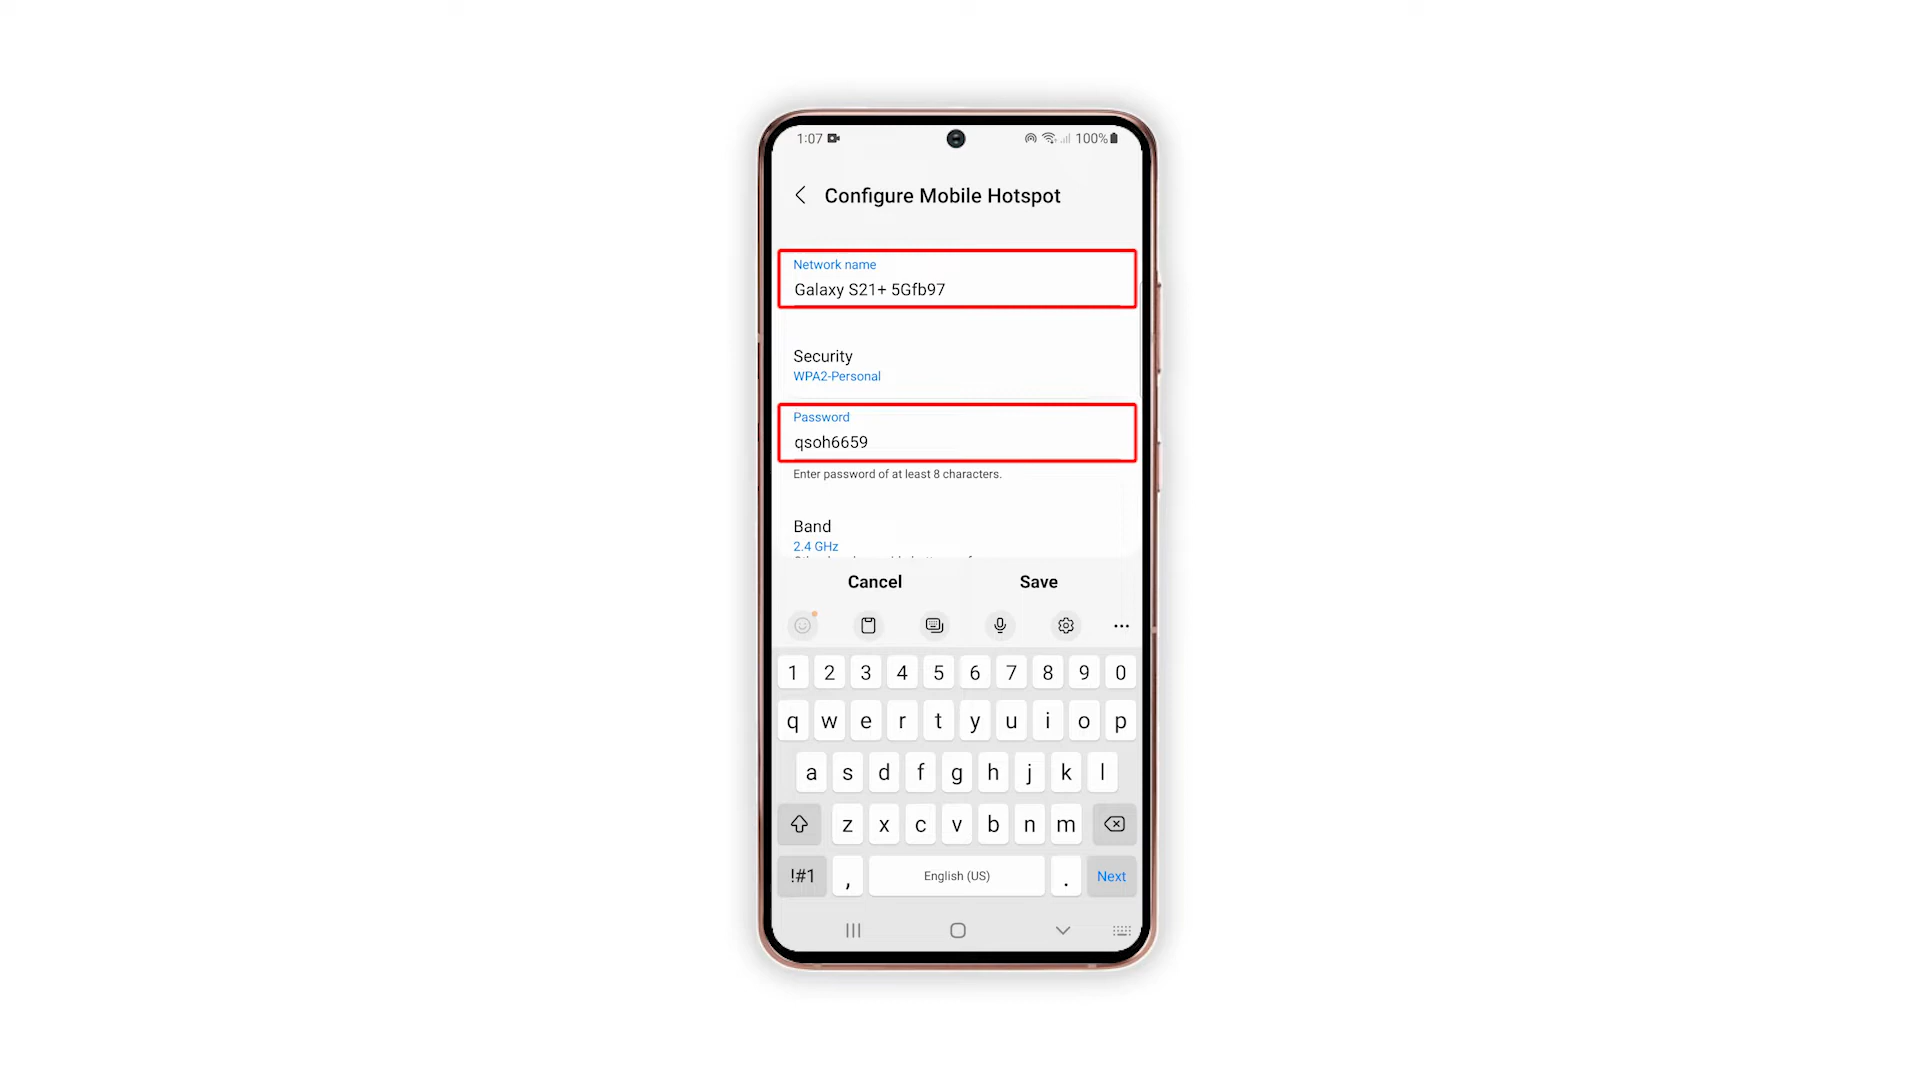 1:07 100%
Configure Mobile Hotspot
Network name
Galaxy S21+ 5Gfb97
Security
WPA2-Personal
Password
qsoh6659
Enter password of at least 8 characters.
Band
2.4 GHz
Cancel Save
1 2 3 4 5 6 7 8 9 0
q w e r t y u i o p
a s d f g h j k l
z x c v b n m
!#1 , English (US) . Next